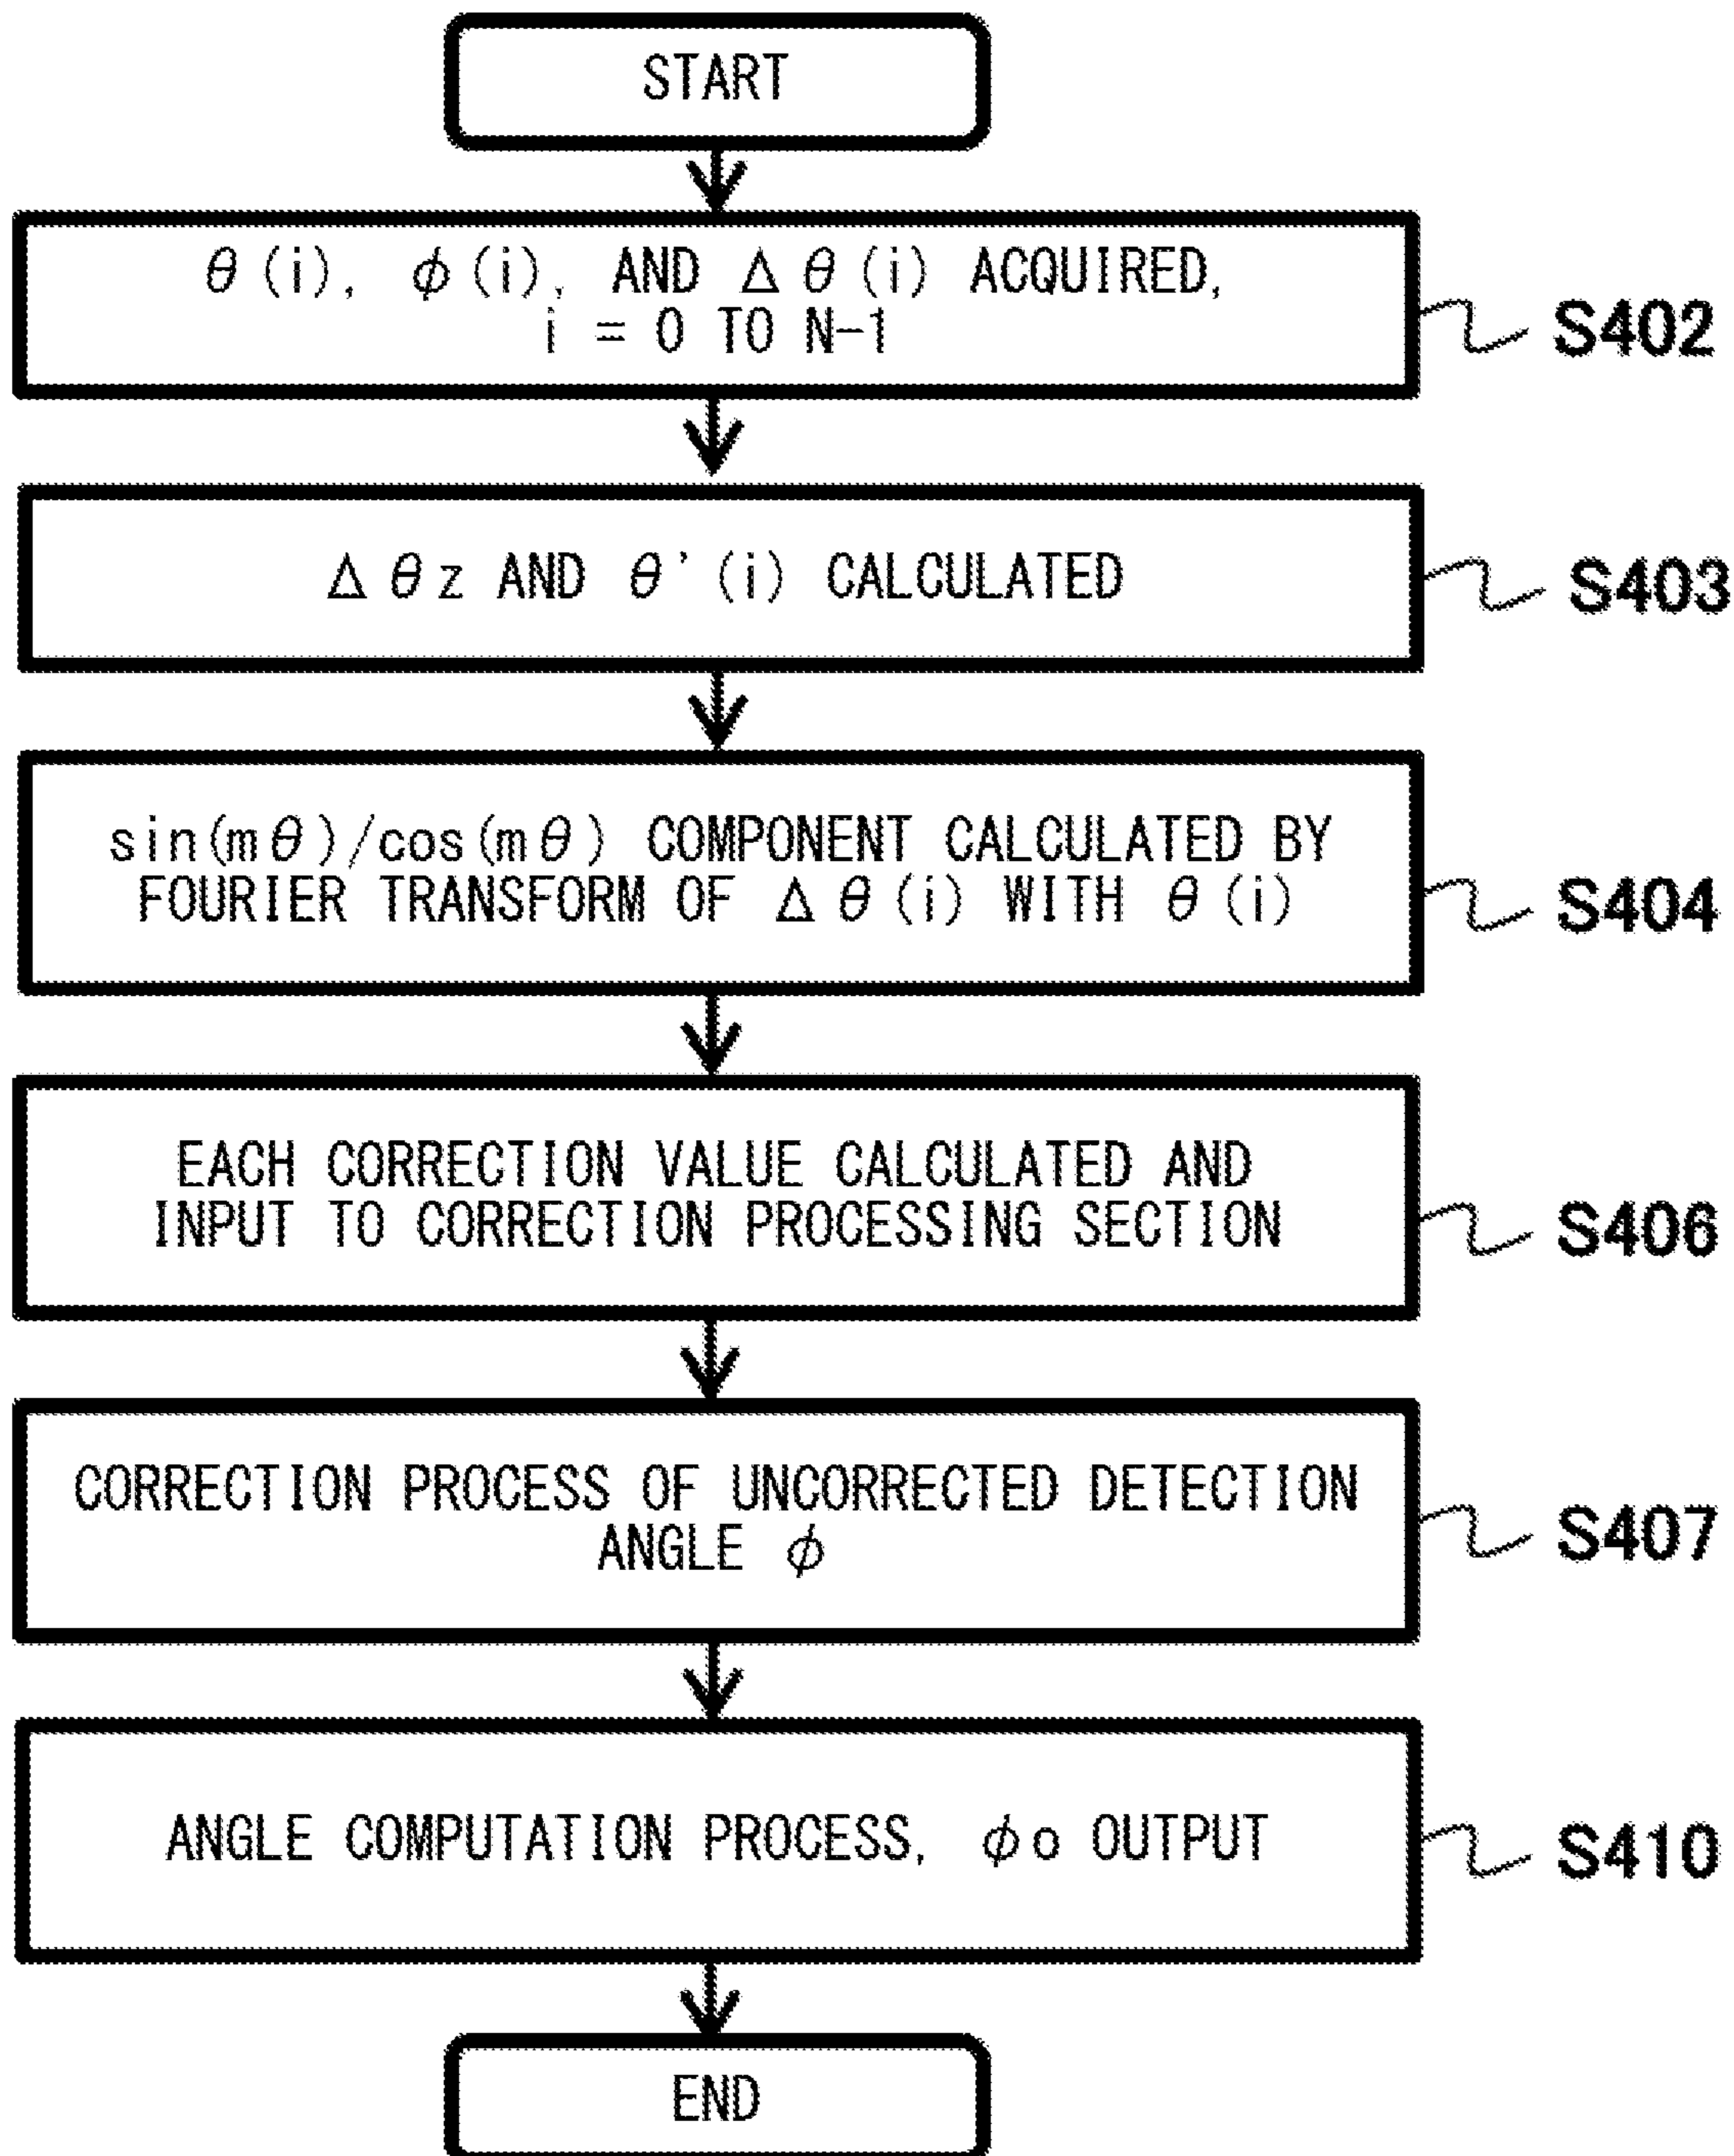 START
θ(i), φ(i), AND Δθ(i) ACQUIRED,
i = 0 TO N-1
S402
Δθz AND θ'(i) CALCULATED
S403
sin(mθ)/cos(mθ) COMPONENT CALCULATED BY
FOURIER TRANSFORM OF Δθ(i) WITH θ(i)
S404
EACH CORRECTION VALUE CALCULATED AND
INPUT TO CORRECTION PROCESSING SECTION
S406
CORRECTION PROCESS OF UNCORRECTED DETECTION
ANGLE φ
S407
ANGLE COMPUTATION PROCESS, φo OUTPUT
S410
END